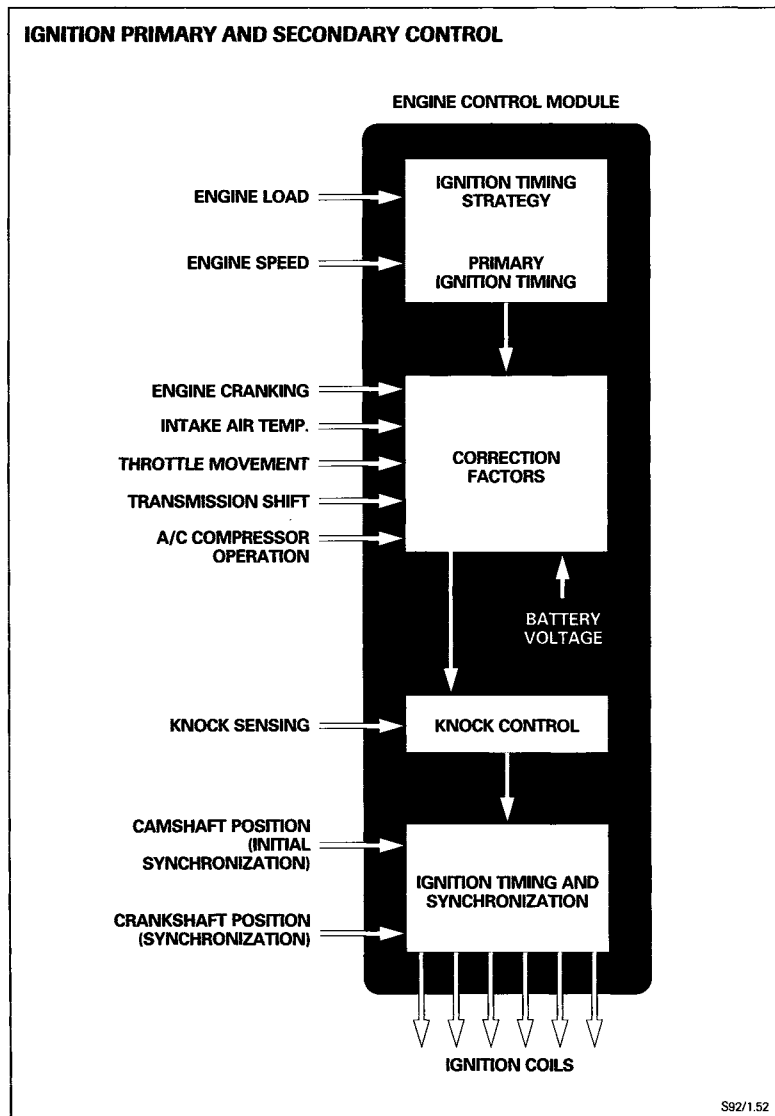 IGNITION PRIMARY AND SECONDARY CONTROL
ENGINE CONTROL MODULE
IGNITION TIMING
STRATEGY
ENGINE LOAD
ENGINE SPEED
PRIMARY
IGNITION TIMING
ENGINE CRANKING
INTAKE AIR TEMP.
THROTTLE MOVEMENT
TRANSMISSION SHIFT
A/C COMPRESSOR
OPERATION
CORRECTION
FACTORS
BATTERY
VOLTAGE
KNOCK SENSING
KNOCK CONTROL
CAMSHAFT POSITION
(INITIAL
SYNCHRONIZATION)
CRANKSHAFT POSITION
(SYNCHRONIZATION)
IGNITION TIMING AND
SYNCHRONIZATION
IGNITION COILS
S92/1.52